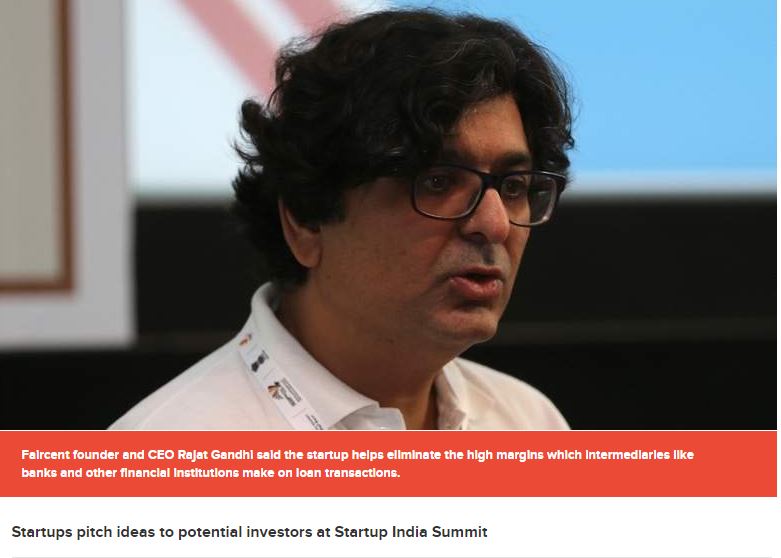 Faircent founder and CEO Rajat Gandhi said the startup helps eliminate the high margins which intermediaries like
banks and other financial institutions make on loan transactions.
Startups pitch ideas to potential investors at Startup India Summit